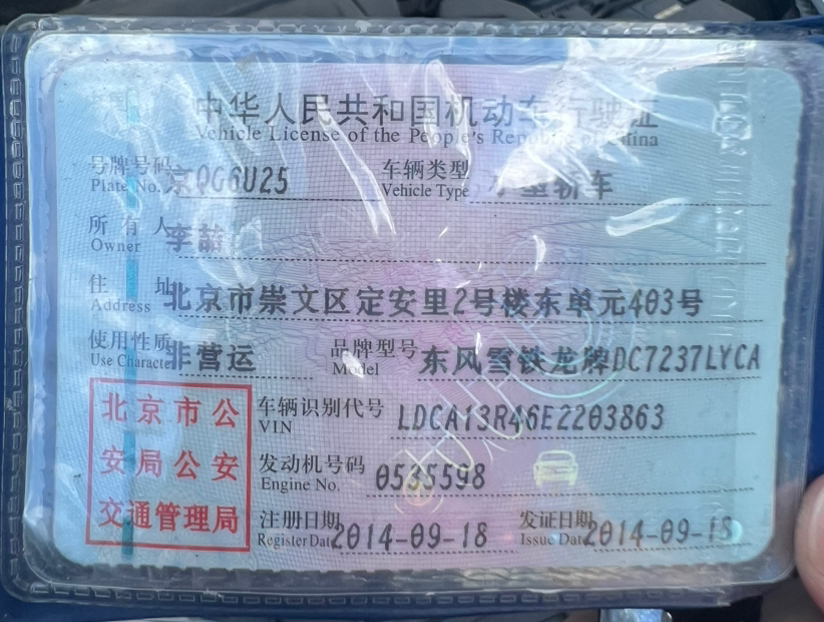 中华人民共和国机动车行驶证
Vehicle License of the People's Republic of China
号牌号码 京QG6U25 车辆类型 小型轿车
Plate No. Vehicle Type
所有人 李喆
Owner
住址 北京市崇文区定安里2号楼东单元403号
Address
使用性质 非营运 品牌型号 东风雪铁龙牌DC7237LYCA
Use Character Model
北京市公
安局公安
交通管理局
车辆识别代号 LDCA13R46E2203863
VIN
发动机号码 0535598
Engine No.
注册日期 2014-09-18 发证日期 2014-09-18
Register Date Issue Date